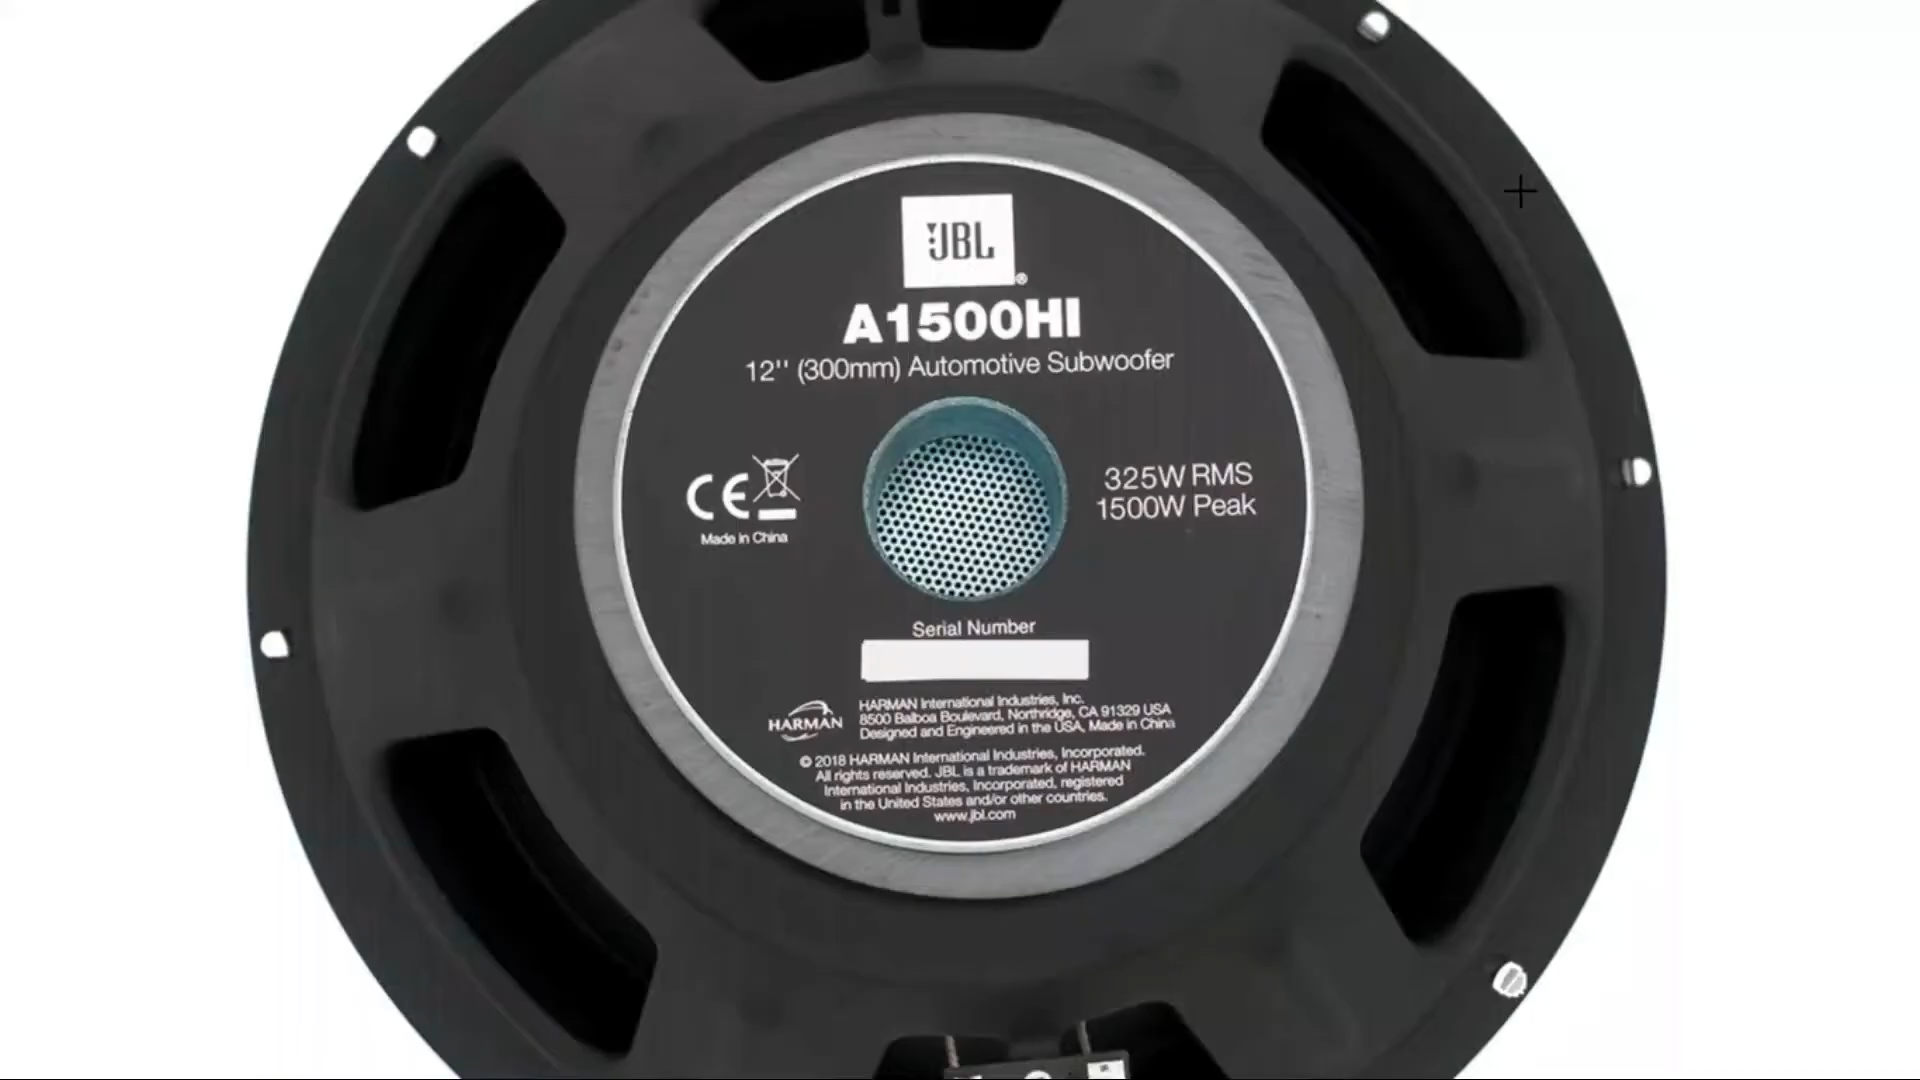 JBL®
A1500HI
12'' (300mm) Automotive Subwoofer
325W RMS
1500W Peak
CE
Made in China
Serial Number
HARMAN
HARMAN International Industries, Inc.
8500 Balboa Boulevard, Northridge, CA 91329 USA
Designed and Engineered in the USA, Made in China
© 2018 HARMAN International Industries, Incorporated.
All rights reserved. JBL is a trademark of HARMAN
International Industries, Incorporated, registered
in the United States and/or other countries.
www.jbl.com